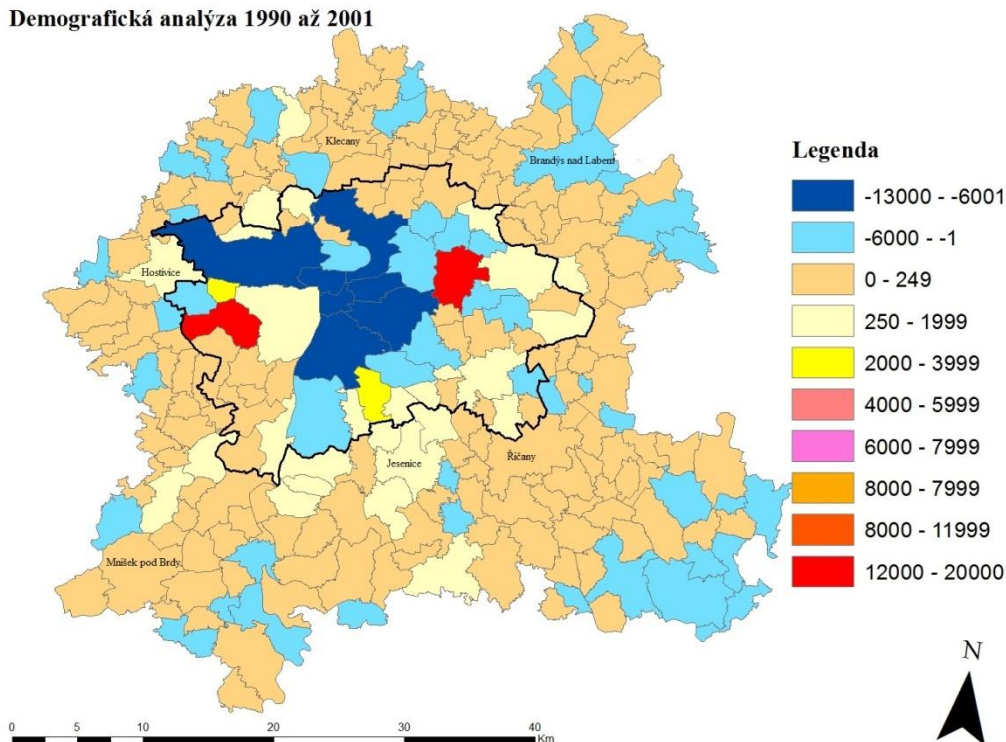 Demografická analýza 1990 až 2001
Klecany
Brandýs nad Labem
Hostivice
Jesenice
Říčany
Mníšek pod Brdy
Legenda
-13000 - -6001
-6000 - -1
0 - 249
250 - 1999
2000 - 3999
4000 - 5999
6000 - 7999
8000 - 7999
8000 - 11999
12000 - 20000
N
0 5 10 20 30 40
Km